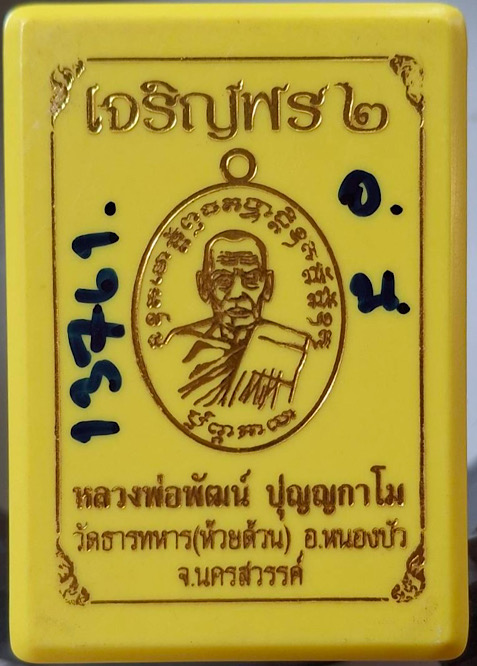 เจริญพร ๒
อ.
น.
13761.
หลวงพ่อพัฒน์ ปุญญกาโม
วัดธารทหาร(ห้วยด้วน) อ.หนองบัว
จ.นครสวรรค์